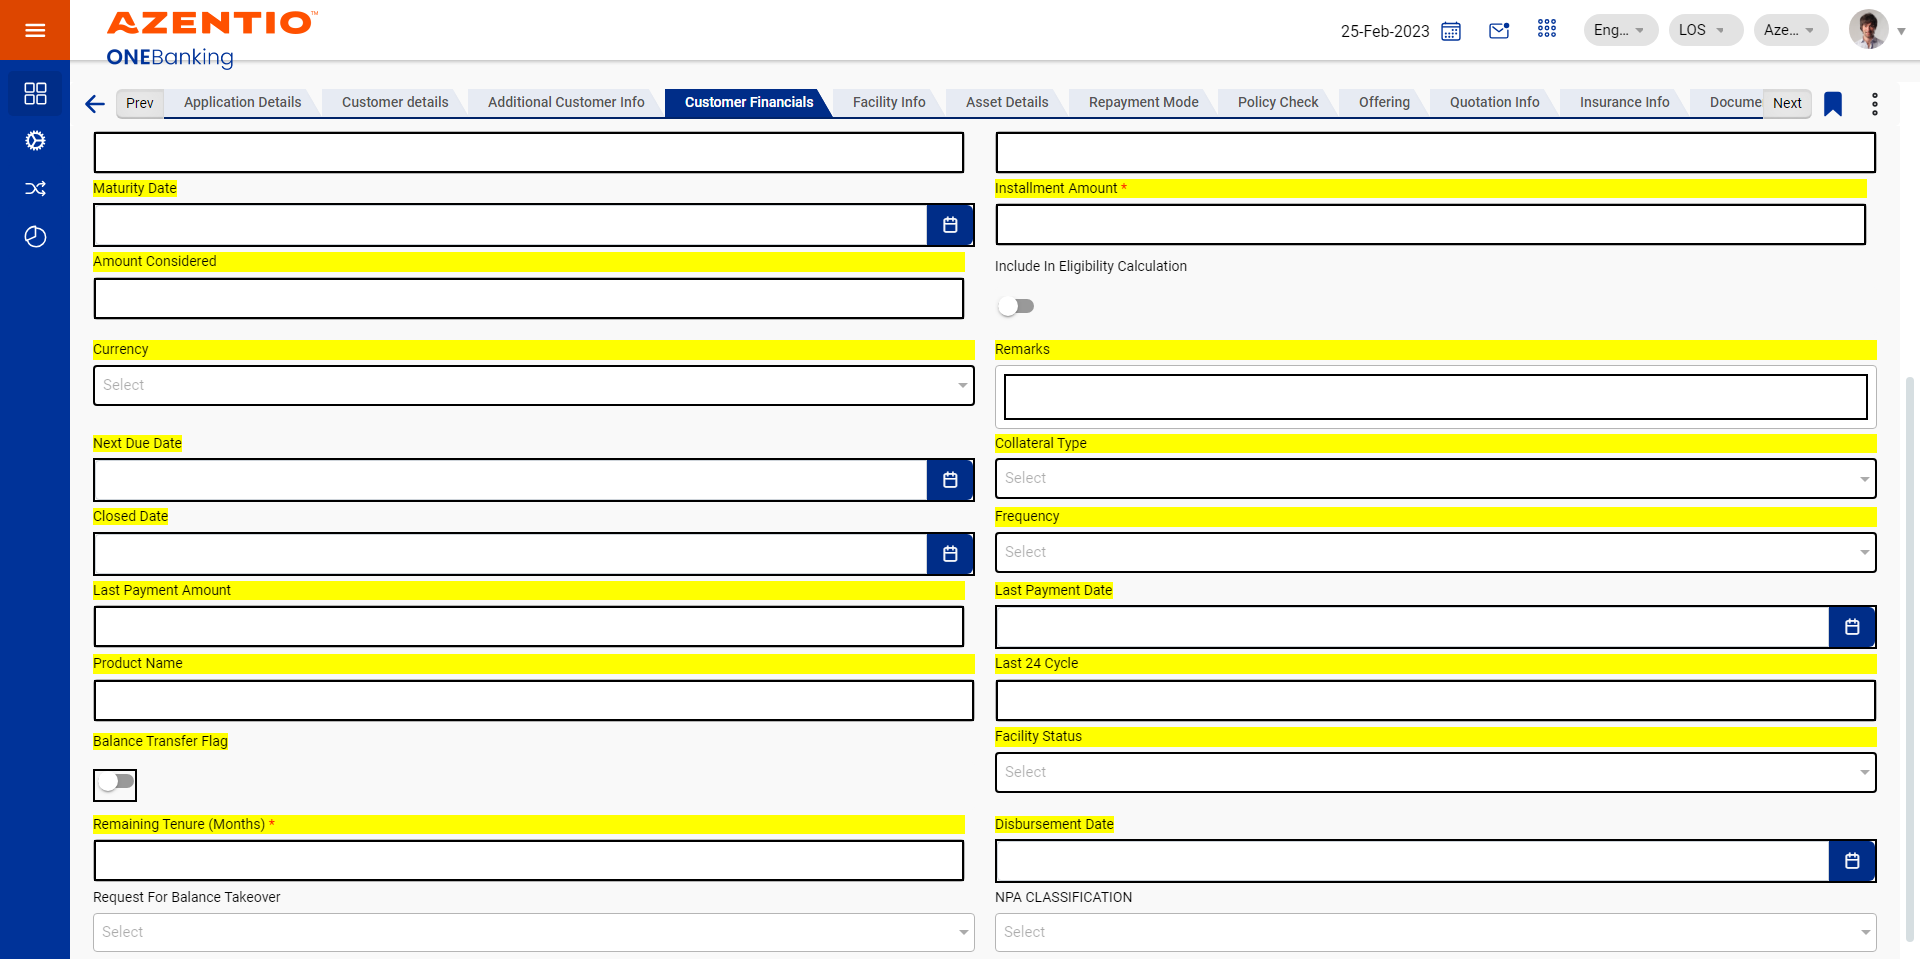 AZENTIO™
ONEBanking
25-Feb-2023
Eng...
LOS
Aze...
Prev
Application Details
Customer details
Additional Customer Info
Customer Financials
Facility Info
Asset Details
Repayment Mode
Policy Check
Offering
Quotation Info
Insurance Info
Docume
Next
Maturity Date
Installment Amount *
Amount Considered
Include In Eligibility Calculation
Currency
Remarks
Select
Next Due Date
Collateral Type
Select
Closed Date
Frequency
Select
Last Payment Amount
Last Payment Date
Product Name
Last 24 Cycle
Balance Transfer Flag
Facility Status
Select
Remaining Tenure (Months) *
Disbursement Date
Request For Balance Takeover
NPA CLASSIFICATION
Select
Select